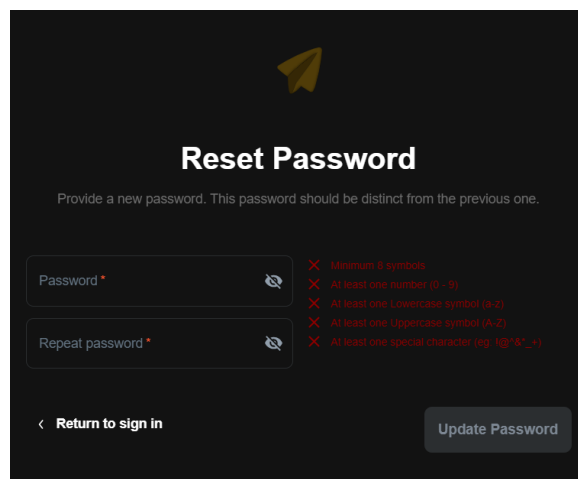 Reset Password
Provide a new password. This password should be distinct from the previous one.
Password *
Minimum 8 symbols
At least one number (0 - 9)
At least one Lowercase symbol (a-z)
At least one Uppercase symbol (A-Z)
At least one special character (eg. !@^&*_+)
Repeat password *
Return to sign in
Update Password